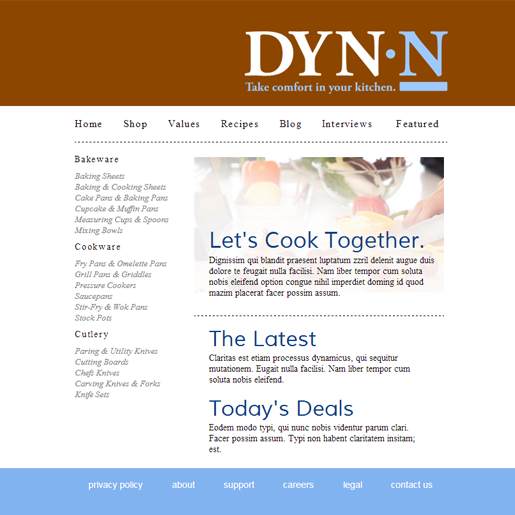 DYN·N
Take comfort in your kitchen.
Home Shop Values Recipes Blog Interviews Featured
Bakeware
Baking Sheets
Baking & Cooking Sheets
Cake Pans & Baking Pans
Cupcake & Muffin Pans
Measuring Cups & Spoons
Mixing Bowls
Cookware
Fry Pans & Omelette Pans
Grill Pans & Griddles
Pressure Cookers
Saucepans
Stir-Fry & Wok Pans
Stock Pots
Cutlery
Paring & Utility Knives
Cutting Boards
Chefs Knives
Carving Knives & Forks
Knife Sets
Let's Cook Together.
Dignissim qui blandit praesent luptatum zzril delenit augue duis
dolore te feugait nulla facilisi. Nam liber tempor cum soluta
nobis eleifend option congue nihil imperdiet doming id quod
mazim placerat facer possim assum.
The Latest
Claritas est etiam processus dynamicus, qui sequitur
mutationem. Eugait nulla facilisi. Nam liber tempor cum
soluta nobis eleifend.
Today's Deals
Eodem modo typi, qui nunc nobis videntur parum clari.
Facer possim assum. Typi non habent claritatem insitam;
est.
privacy policy about support careers legal contact us